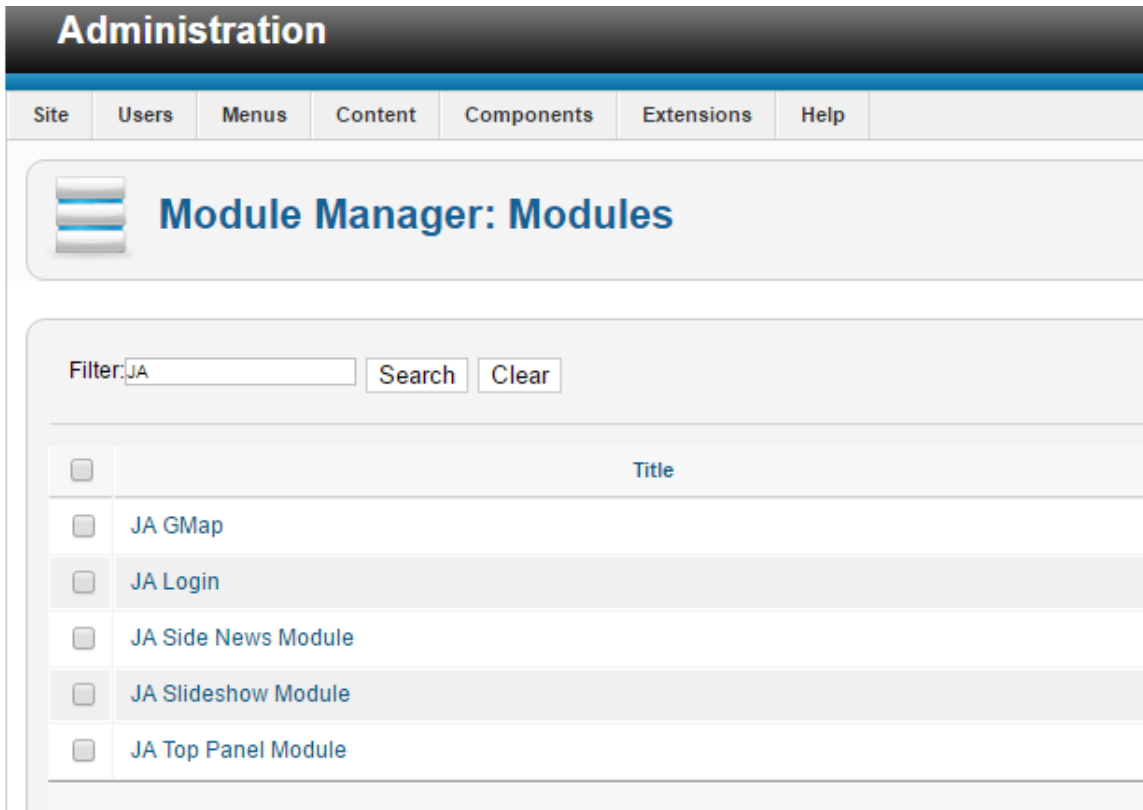 Administration
Site Users Menus Content Components Extensions Help
Module Manager: Modules
Filter: JA Search Clear
Title
JA GMap
JA Login
JA Side News Module
JA Slideshow Module
JA Top Panel Module